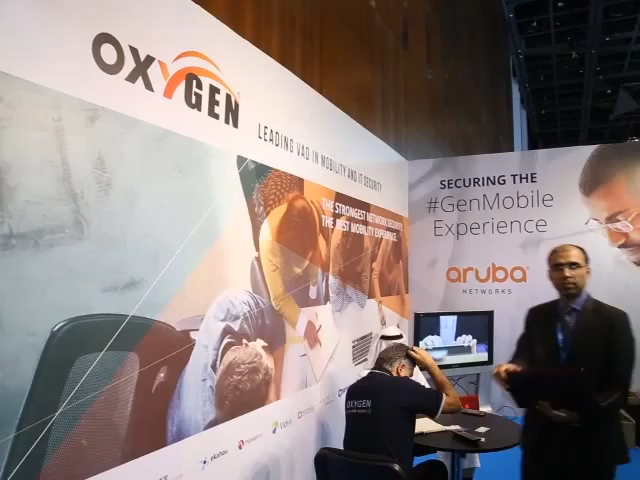 OXYGEN
LEADING VAD IN MOBILITY AND IT SECURITY
THE STRONGEST NETWORK SECURITY.
THE BEST MOBILITY EXPERIENCE.
SECURING THE
#GenMobile
Experience
aruba
NETWORKS
OXYGEN
ekahau